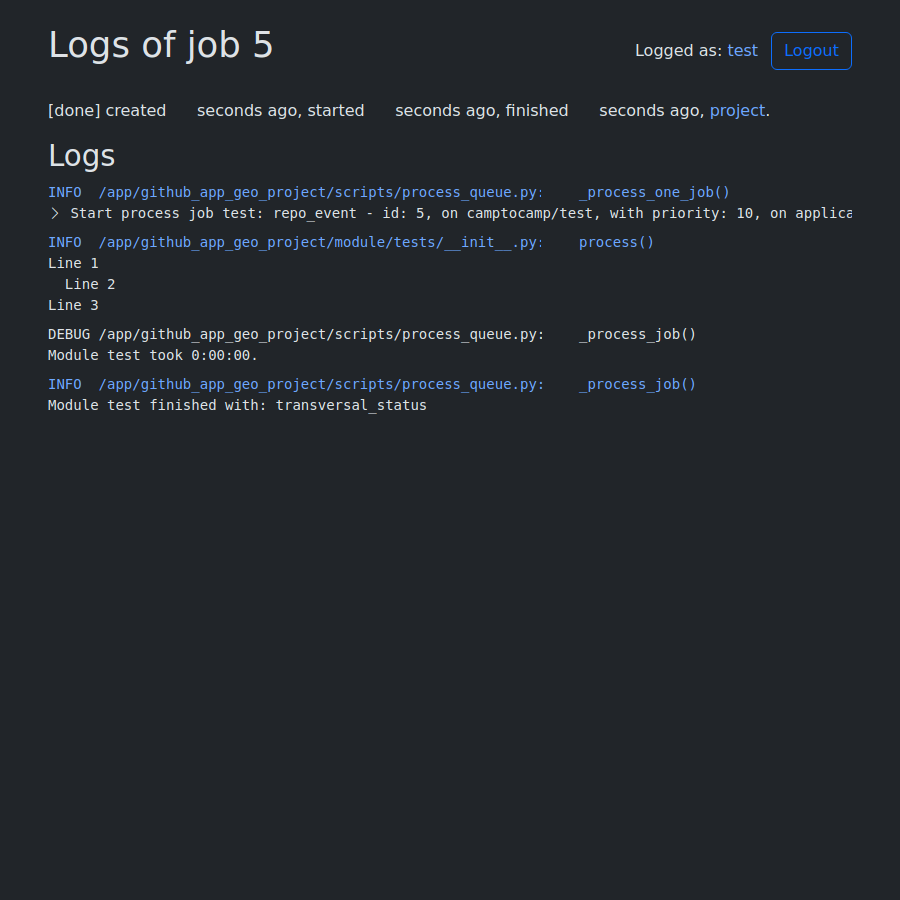 Logs of job 5
Logged as: test Logout
[done] created seconds ago, started seconds ago, finished seconds ago, project.
Logs
INFO /app/github_app_geo_project/scripts/process_queue.py: _process_one_job()
> Start process job test: repo_event - id: 5, on camptocamp/test, with priority: 10, on applica
INFO /app/github_app_geo_project/module/tests/__init__.py: process()
Line 1
  Line 2
Line 3
DEBUG /app/github_app_geo_project/scripts/process_queue.py: _process_job()
Module test took 0:00:00.
INFO /app/github_app_geo_project/scripts/process_queue.py: _process_job()
Module test finished with: transversal_status